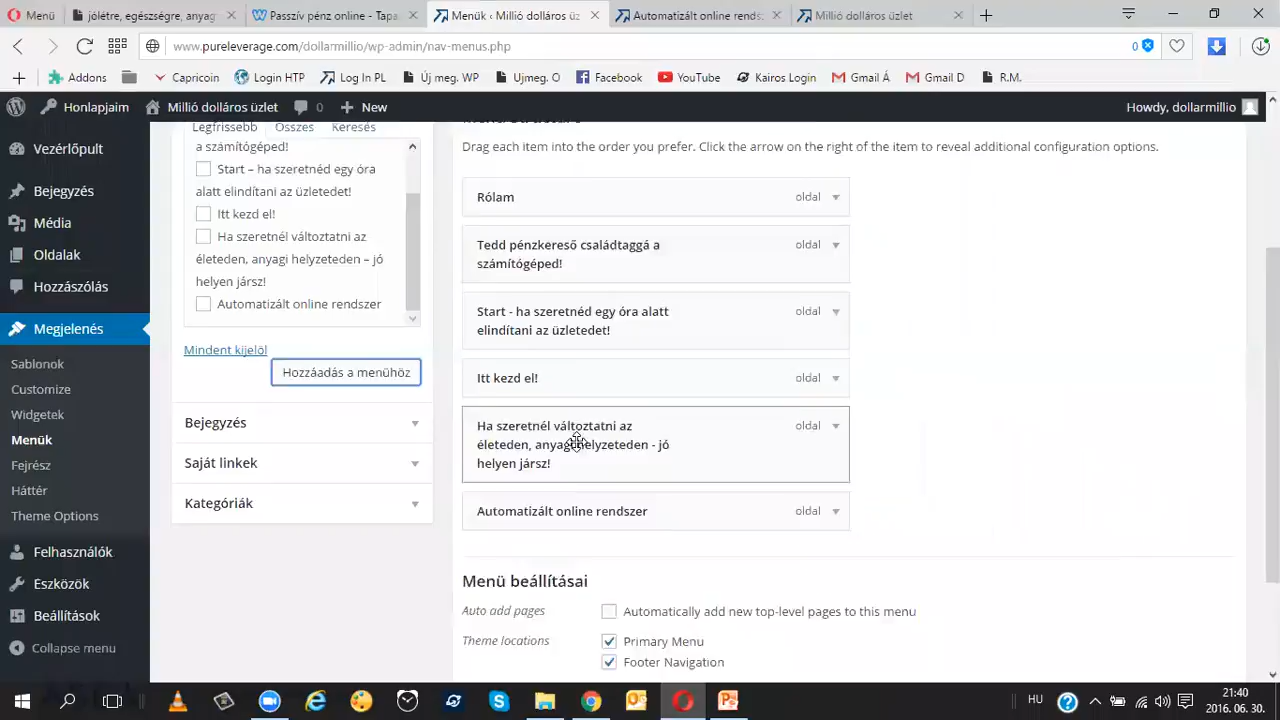 Menü
jólétre, egészségre, anyag
Passzív pénz online - Tapa
Menük ‹ Millió dolláros üz
Automatizált online rends:
Millió dolláros üzlet
www.pureleverage.com/dollarmillio/wp-admin/nav-menus.php
0
Addons
Capricoin
Login HTP
Log In PL
Új meg. WP
Ujmeg. O
Facebook
YouTube
Kairos Login
Gmail Á
Gmail D
R.M.
Honlapjaim
Millió dolláros üzlet
0
New
Howdy, dollarmillio
Vezérlőpult
Bejegyzés
Média
Oldalak
Hozzászólás
Megjelenés
Sablonok
Customize
Widgetek
Menük
Fejrész
Háttér
Theme Options
Felhasználók
Eszközök
Beállítások
Collapse menu
Legfrissebb
Összes
Keresés
a számítógéped!
Start – ha szeretnéd egy óra
alatt elindítani az üzletedet!
Itt kezd el!
Ha szeretnél változtatni az
életeden, anyagi helyzeteden – jó
helyen jársz!
Automatizált online rendszer
Mindent kijelöl
Hozzáadás a menühöz
Bejegyzés
Saját linkek
Kategóriák
Drag each item into the order you prefer. Click the arrow on the right of the item to reveal additional configuration options.
Rólam
oldal
Tedd pénzkereső családtaggá a
számítógéped!
oldal
Start - ha szeretnéd egy óra alatt
elindítani az üzletedet!
oldal
Itt kezd el!
oldal
Ha szeretnél változtatni az
életeden, anyagi helyzeteden - jó
helyen jársz!
oldal
Automatizált online rendszer
oldal
Menü beállításai
Auto add pages
Automatically add new top-level pages to this menu
Theme locations
Primary Menu
Footer Navigation
HU
21:40
2016. 06. 30.